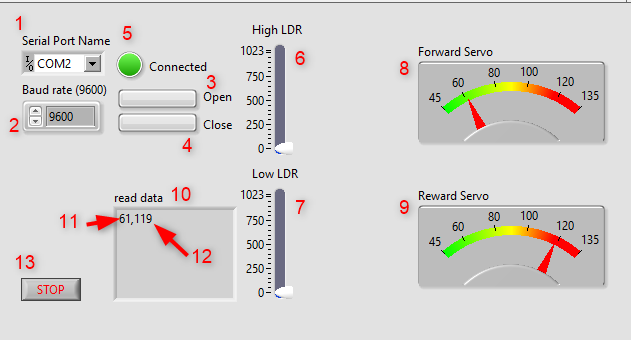 1
Serial Port Name
I/O COM2
Baud rate (9600)
2
9600
5
Connected
3
Open
Close
4
High LDR
6
1023
750
500
250
0
Low LDR
7
1023
750
500
250
0
Forward Servo
8
45 60 80 100 120 135
Reward Servo
9
45 60 80 100 120 135
read data 10
11 61,119
12
13
STOP